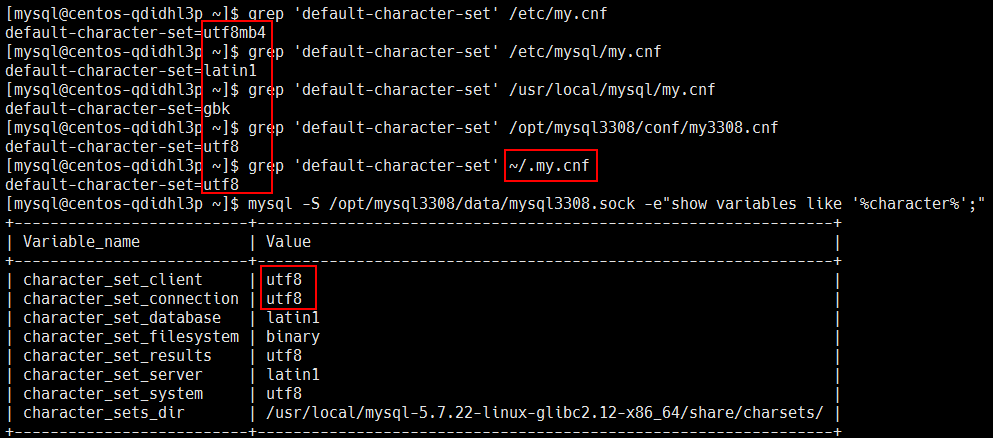 [mysql@centos-qdidhl3p ~]$ grep 'default-character-set' /etc/my.cnf
default-character-set=utf8mb4
[mysql@centos-qdidhl3p ~]$ grep 'default-character-set' /etc/mysql/my.cnf
default-character-set=latin1
[mysql@centos-qdidhl3p ~]$ grep 'default-character-set' /usr/local/mysql/my.cnf
default-character-set=gbk
[mysql@centos-qdidhl3p ~]$ grep 'default-character-set' /opt/mysql3308/conf/my3308.cnf
default-character-set=utf8
[mysql@centos-qdidhl3p ~]$ grep 'default-character-set' ~/.my.cnf
default-character-set=utf8
[mysql@centos-qdidhl3p ~]$ mysql -S /opt/mysql3308/data/mysql3308.sock -e"show variables like '%character%';"
+--------------------------+---------------------------------------------------------------+
| Variable_name            | Value                                                         |
+--------------------------+---------------------------------------------------------------+
| character_set_client     | utf8                                                          |
| character_set_connection | utf8                                                          |
| character_set_database   | latin1                                                        |
| character_set_filesystem | binary                                                        |
| character_set_results    | utf8                                                          |
| character_set_server     | latin1                                                        |
| character_set_system     | utf8                                                          |
| character_sets_dir       | /usr/local/mysql-5.7.22-linux-glibc2.12-x86_64/share/charsets/ |
+--------------------------+---------------------------------------------------------------+